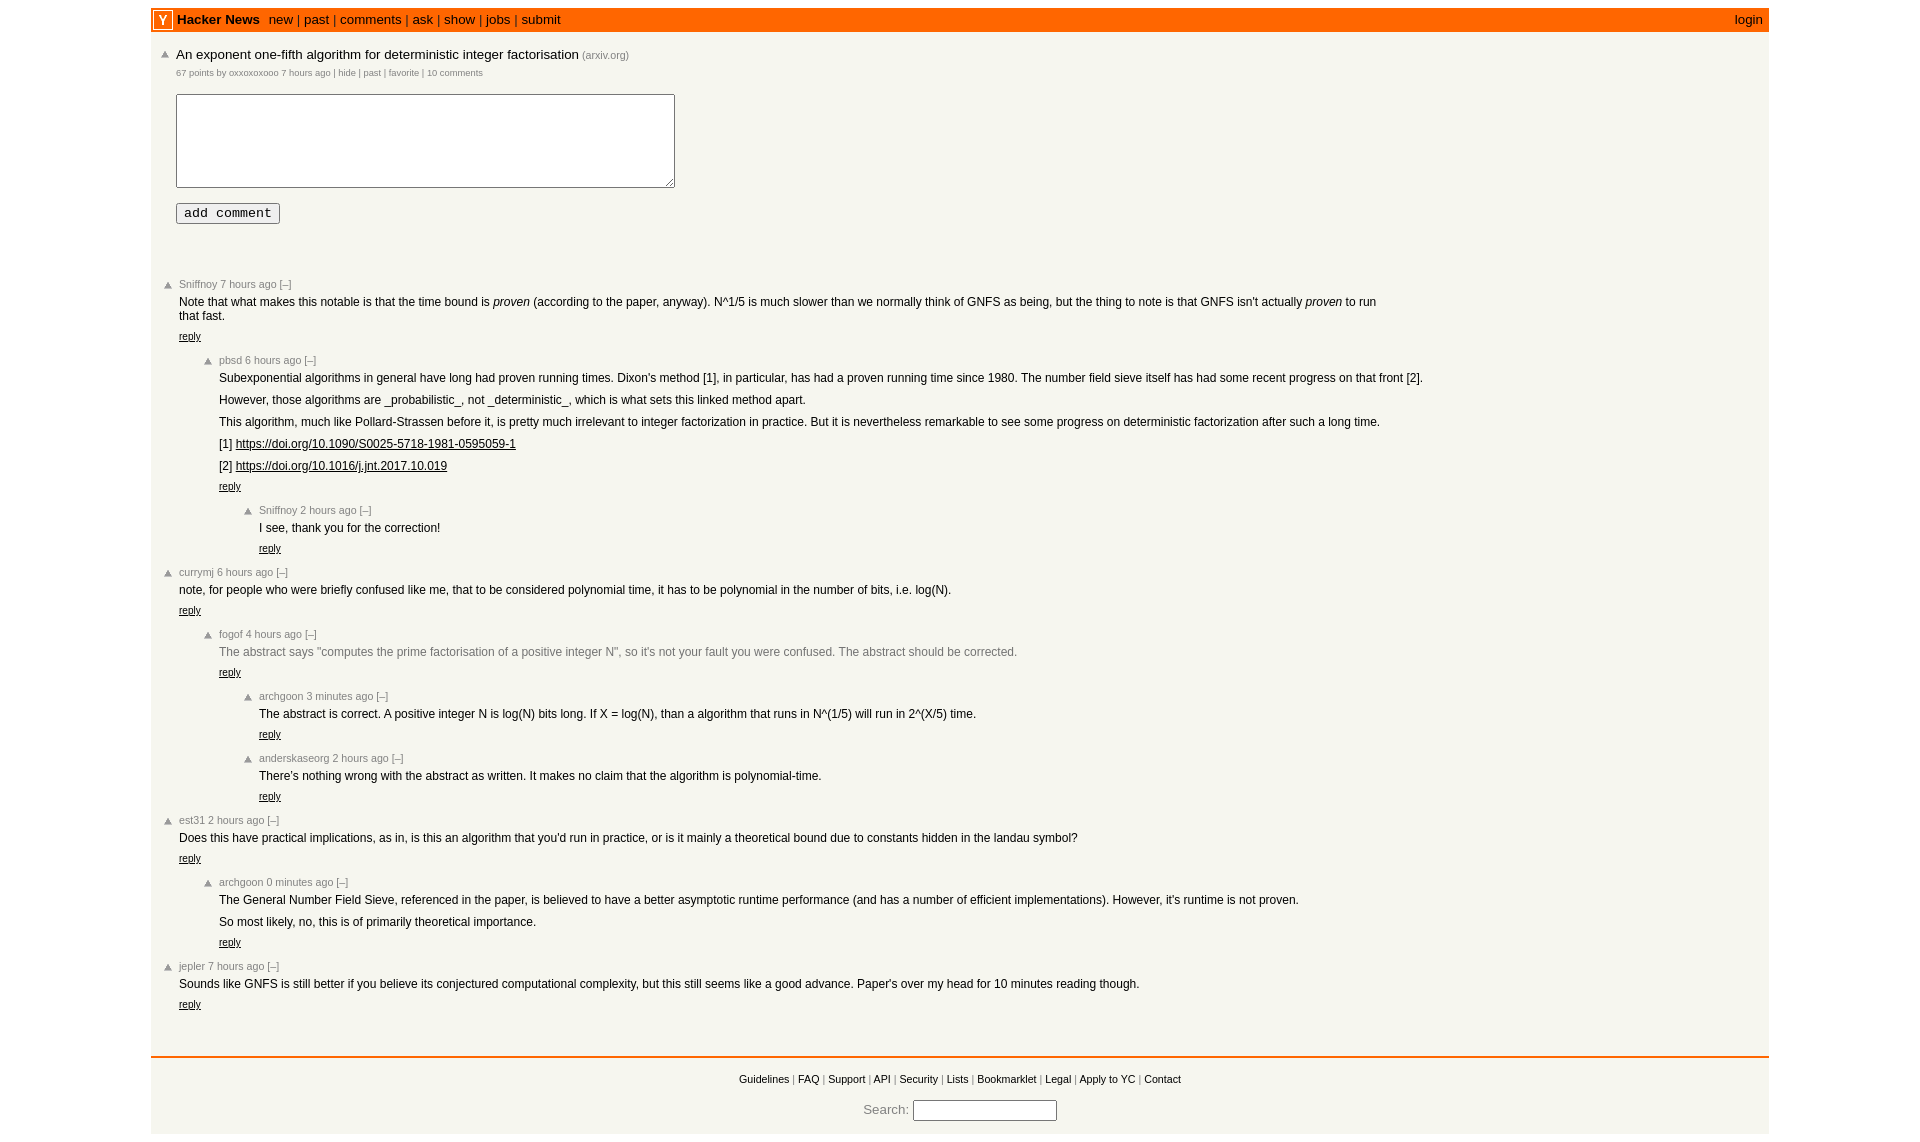 Y Hacker News new | past | comments | ask | show | jobs | submit login
An exponent one-fifth algorithm for deterministic integer factorisation (arxiv.org)
67 points by oxxoxoxooo 7 hours ago | hide | past | favorite | 10 comments
add comment
Sniffnoy 7 hours ago [–]
Note that what makes this notable is that the time bound is proven (according to the paper, anyway). N^1/5 is much slower than we normally think of GNFS as being, but the thing to note is that GNFS isn't actually proven to run
that fast.
reply
pbsd 6 hours ago [–]
Subexponential algorithms in general have long had proven running times. Dixon's method [1], in particular, has had a proven running time since 1980. The number field sieve itself has had some recent progress on that front [2].
However, those algorithms are _probabilistic_, not _deterministic_, which is what sets this linked method apart.
This algorithm, much like Pollard-Strassen before it, is pretty much irrelevant to integer factorization in practice. But it is nevertheless remarkable to see some progress on deterministic factorization after such a long time.
[1] https://doi.org/10.1090/S0025-5718-1981-0595059-1
[2] https://doi.org/10.1016/j.jnt.2017.10.019
reply
Sniffnoy 2 hours ago [–]
I see, thank you for the correction!
reply
currymj 6 hours ago [–]
note, for people who were briefly confused like me, that to be considered polynomial time, it has to be polynomial in the number of bits, i.e. log(N).
reply
fogof 4 hours ago [–]
The abstract says "computes the prime factorisation of a positive integer N", so it's not your fault you were confused. The abstract should be corrected.
reply
archgoon 3 minutes ago [–]
The abstract is correct. A positive integer N is log(N) bits long. If X = log(N), than a algorithm that runs in N^(1/5) will run in 2^(X/5) time.
reply
anderskaseorg 2 hours ago [–]
There's nothing wrong with the abstract as written. It makes no claim that the algorithm is polynomial-time.
reply
est31 2 hours ago [–]
Does this have practical implications, as in, is this an algorithm that you'd run in practice, or is it mainly a theoretical bound due to constants hidden in the landau symbol?
reply
archgoon 0 minutes ago [–]
The General Number Field Sieve, referenced in the paper, is believed to have a better asymptotic runtime performance (and has a number of efficient implementations). However, it's runtime is not proven.
So most likely, no, this is of primarily theoretical importance.
reply
jepler 7 hours ago [–]
Sounds like GNFS is still better if you believe its conjectured computational complexity, but this still seems like a good advance. Paper's over my head for 10 minutes reading though.
reply
Guidelines | FAQ | Support | API | Security | Lists | Bookmarklet | Legal | Apply to YC | Contact
Search: